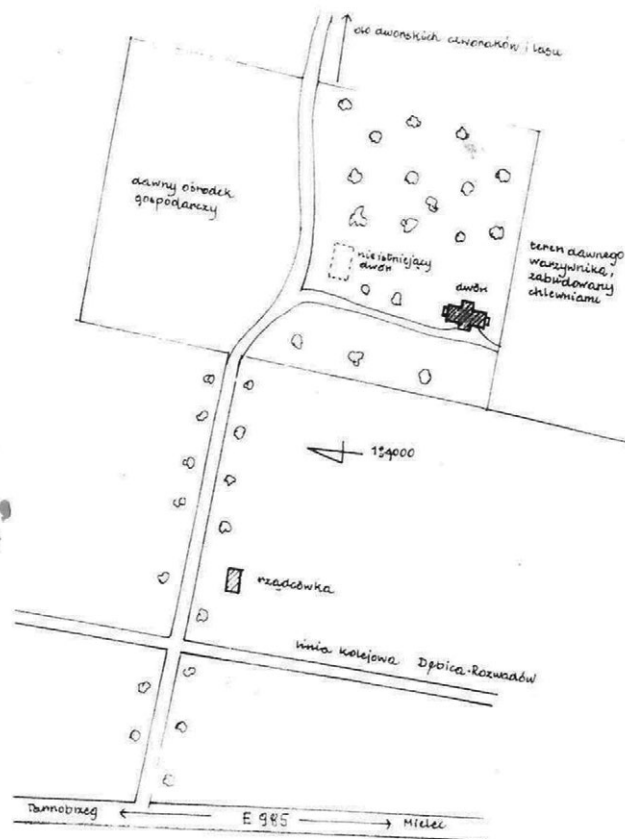 do dworskich czworaków i lasu
dawny ośrodek
gospodarczy
nieistniejący
dwór
dwór
teren dawnego
warzywnika,
zabudowany
chlewniami
1:4000
rządcówka
linia kolejowa Dębica-Rozwadów
Tarnobrzeg E 985 Mielec